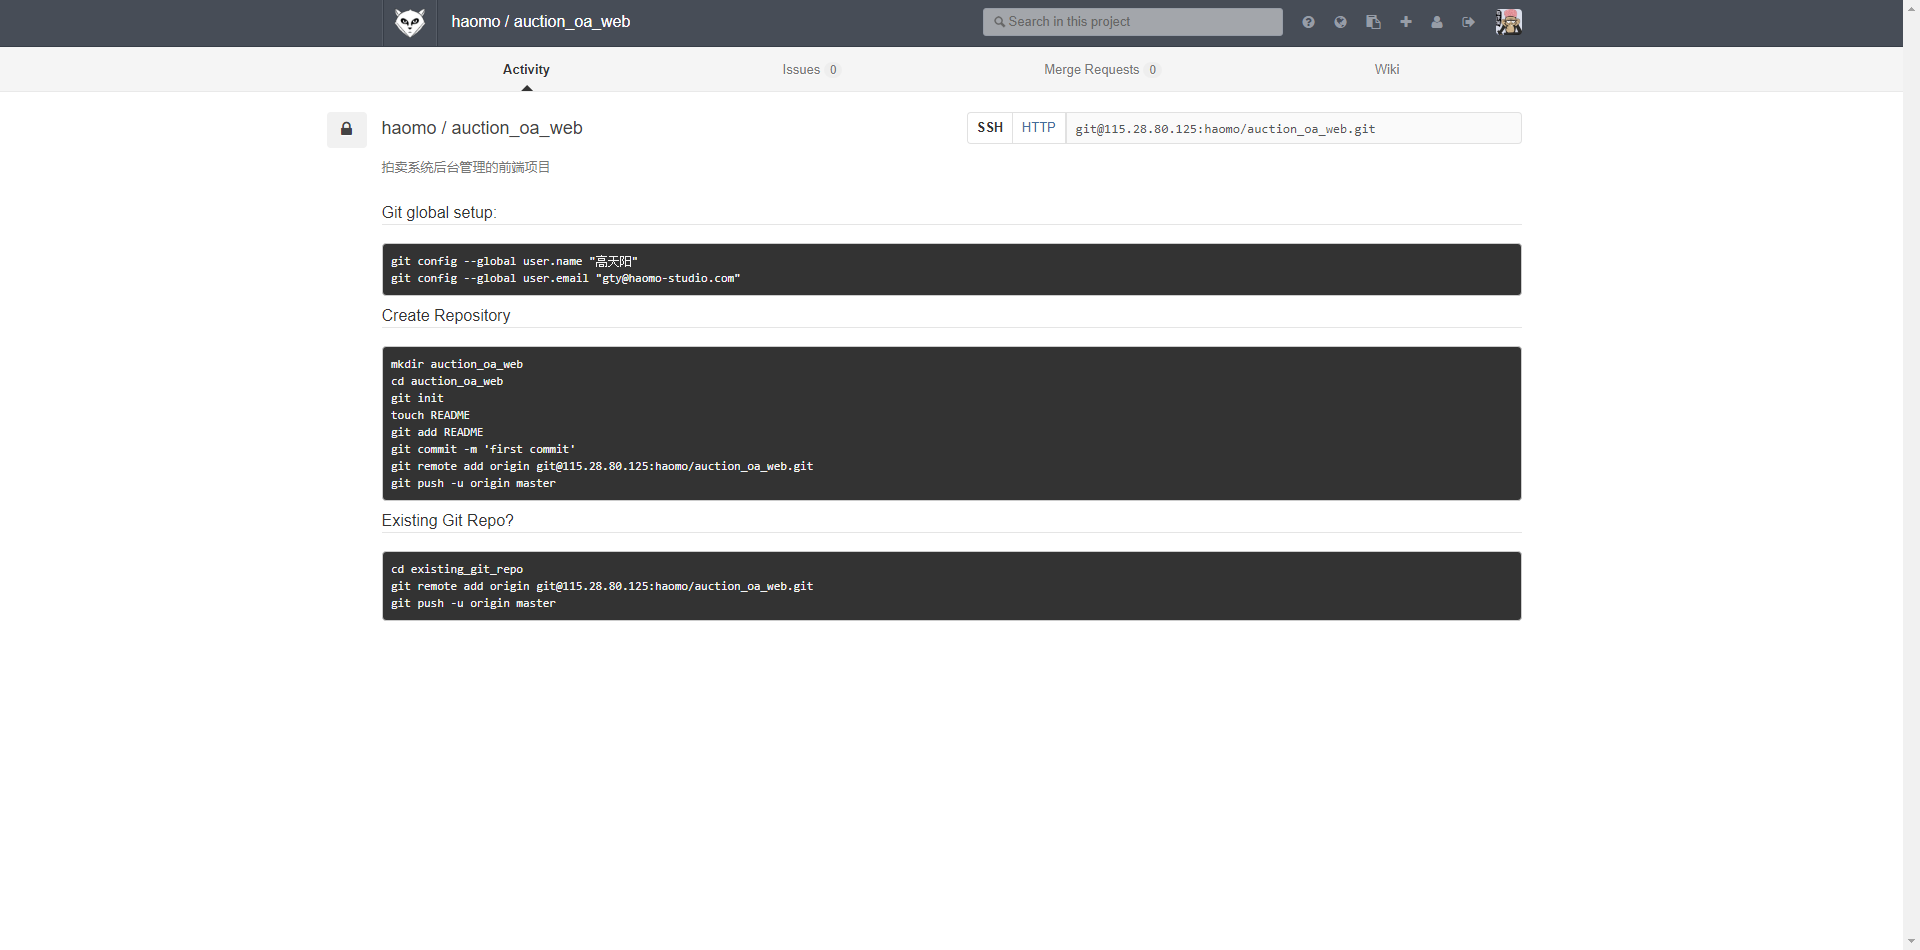 haomo / auction_oa_web
Search in this project
Activity
Issues 0
Merge Requests 0
Wiki
haomo / auction_oa_web
SSH HTTP git@115.28.80.125:haomo/auction_oa_web.git
拍卖系统后台管理的前端项目
Git global setup:
git config --global user.name "高天阳"
git config --global user.email "gty@haomo-studio.com"
Create Repository
mkdir auction_oa_web
cd auction_oa_web
git init
touch README
git add README
git commit -m 'first commit'
git remote add origin git@115.28.80.125:haomo/auction_oa_web.git
git push -u origin master
Existing Git Repo?
cd existing_git_repo
git remote add origin git@115.28.80.125:haomo/auction_oa_web.git
git push -u origin master